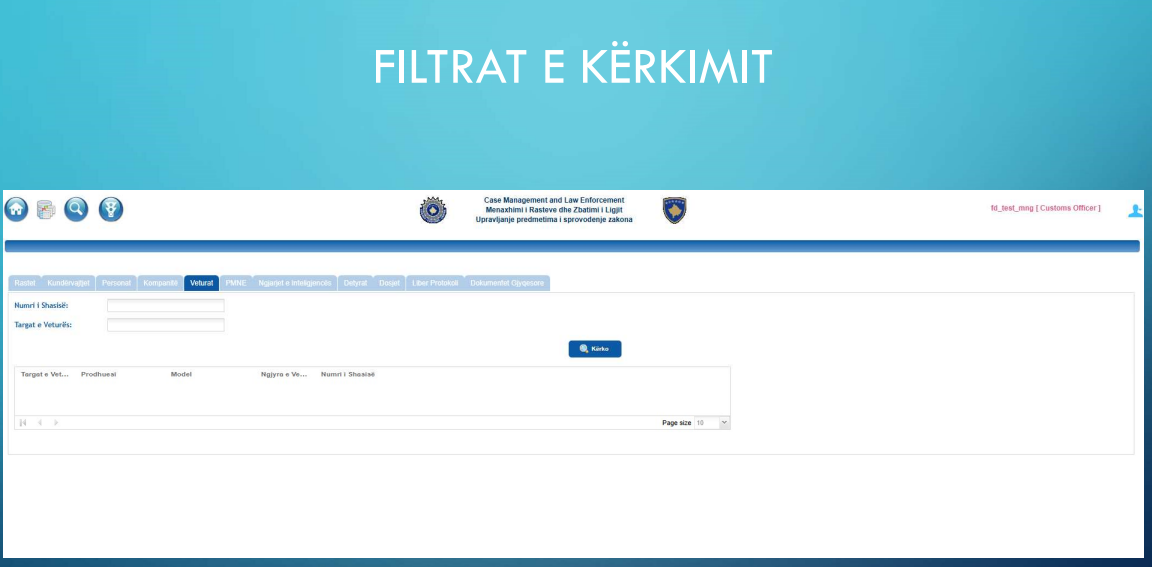 FILTRAT E KËRKIMIT
Case Management and Law Enforcement
Menaxhimi i Rasteve dhe Zbatimi i Ligjit
Upravljanje predmetima i sprovođenje zakona
fd_test_mng [ Customs Officer ]
Rastet Kundërvajtjet Personat Kompanitë Veturat PMNE Ngjarjet e Inteligjencës Detyrat Dosjet Liber Protokoli Dokumentet Gjyqesore
Numri i Shasisë:
Targat e Veturës:
Kërko
Targat e Vet... Prodhuesi Model Ngjyra e Ve... Numri i Shasisë
Page size 10